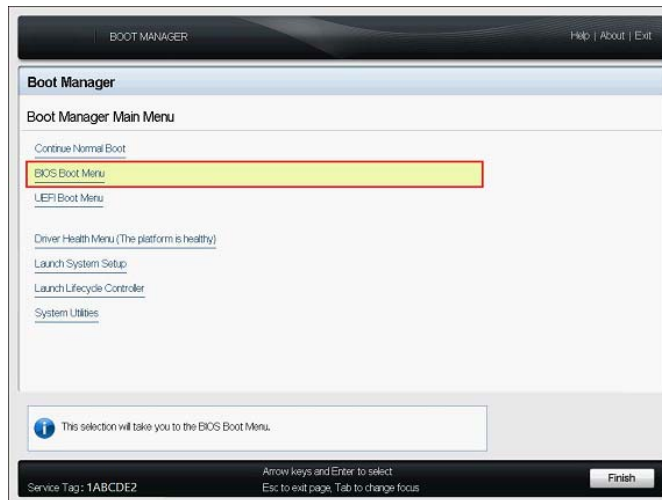 BOOT MANAGER
Help | About | Exit
Boot Manager
Boot Manager Main Menu
Continue Normal Boot
BIOS Boot Menu
UEFI Boot Menu
Driver Health Menu (The platform is healthy)
Launch System Setup
Launch Lifecycle Controller
System Utilities
This selection will take you to the BIOS Boot Menu.
Service Tag: 1ABCDE2
Arrow keys and Enter to select
Esc to exit page, Tab to change focus
Finish